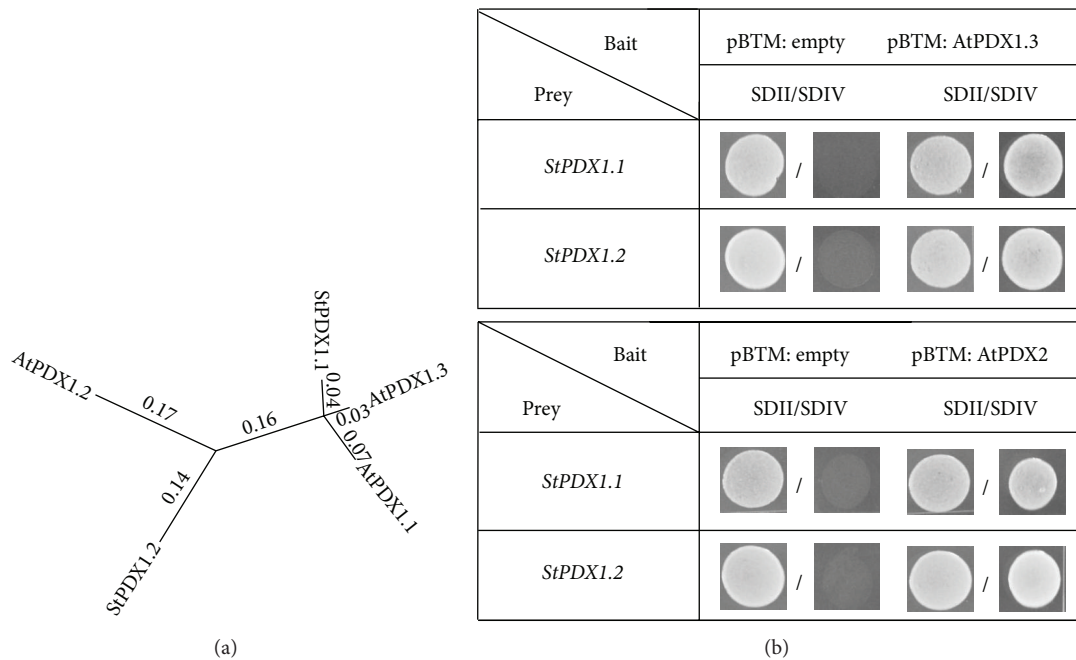 StPDX1.1
0.04
AtPDX1.3
0.03
AtPDX1.2
0.17
0.16
0.07
AtPDX1.1
0.14
StPDX1.2
(a)
Bait
Prey
pBTM: empty pBTM: AtPDX1.3
SDII/SDIV SDII/SDIV
StPDX1.1 / /
StPDX1.2 / /
Bait
Prey
pBTM: empty pBTM: AtPDX2
SDII/SDIV SDII/SDIV
StPDX1.1 / /
StPDX1.2 / /
(b)